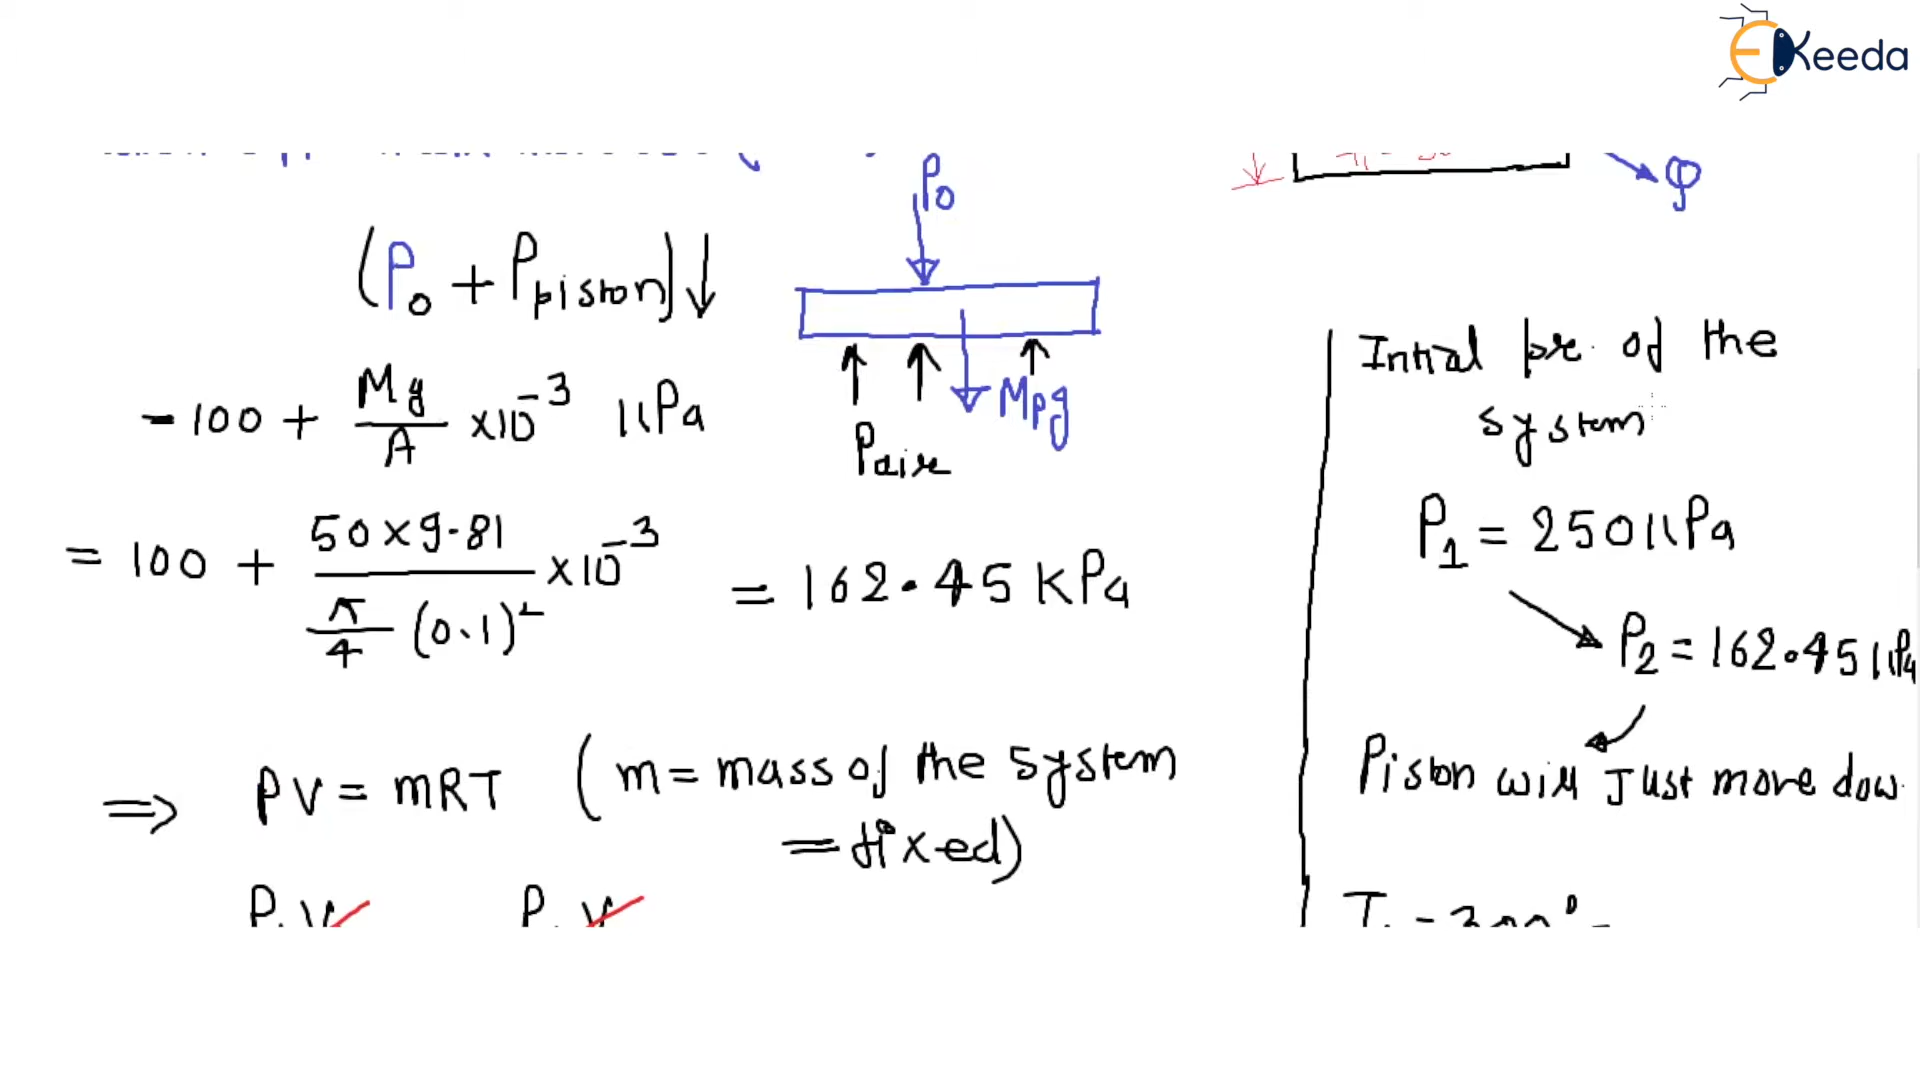 EKeeda
P₀
φ
(P₀ + Ppiston)↓
= 100 + Mg/A ×10⁻³ kPa
Mpg
Pair
= 100 + 50×9.81/(π/4 (0.1)²) ×10⁻³ = 162.45 KPa
⇒ PV = mRT (m = mass of the system
= fixed)
Initial pr. of the
system
P₁ = 250 kPa
P₂ = 162.45 kPa
Piston will Just move dow